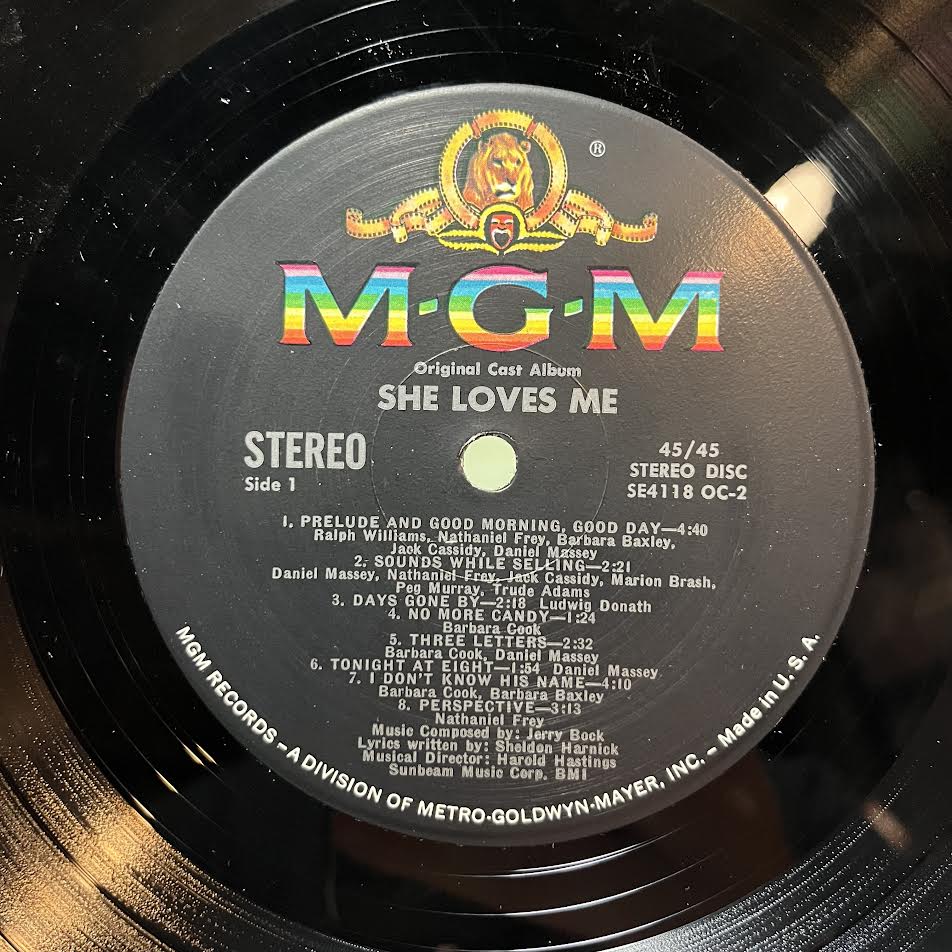 ®
M·G·M
Original Cast Album
SHE LOVES ME
STEREO
Side 1
45/45
STEREO DISC
SE4118 OC-2
1. PRELUDE AND GOOD MORNING, GOOD DAY—4:40
Ralph Williams, Nathaniel Frey, Barbara Baxley,
Jack Cassidy, Daniel Massey
2. SOUNDS WHILE SELLING—2:21
Daniel Massey, Nathaniel Frey, Jack Cassidy, Marion Brash,
Peg Murray, Trude Adams
3. DAYS GONE BY—2:18 Ludwig Donath
4. NO MORE CANDY—1:24
Barbara Cook
5. THREE LETTERS—2:32
Barbara Cook, Daniel Massey
6. TONIGHT AT EIGHT—1:54 Daniel Massey
7. I DON'T KNOW HIS NAME—4:10
Barbara Cook, Barbara Baxley
8. PERSPECTIVE—3:13
Nathaniel Frey
Music Composed by: Jerry Bock
Lyrics written by: Sheldon Harnick
Musical Director: Harold Hastings
Sunbeam Music Corp. BMI
MGM RECORDS – A DIVISION OF METRO-GOLDWYN-MAYER, INC. – Made in U. S. A.